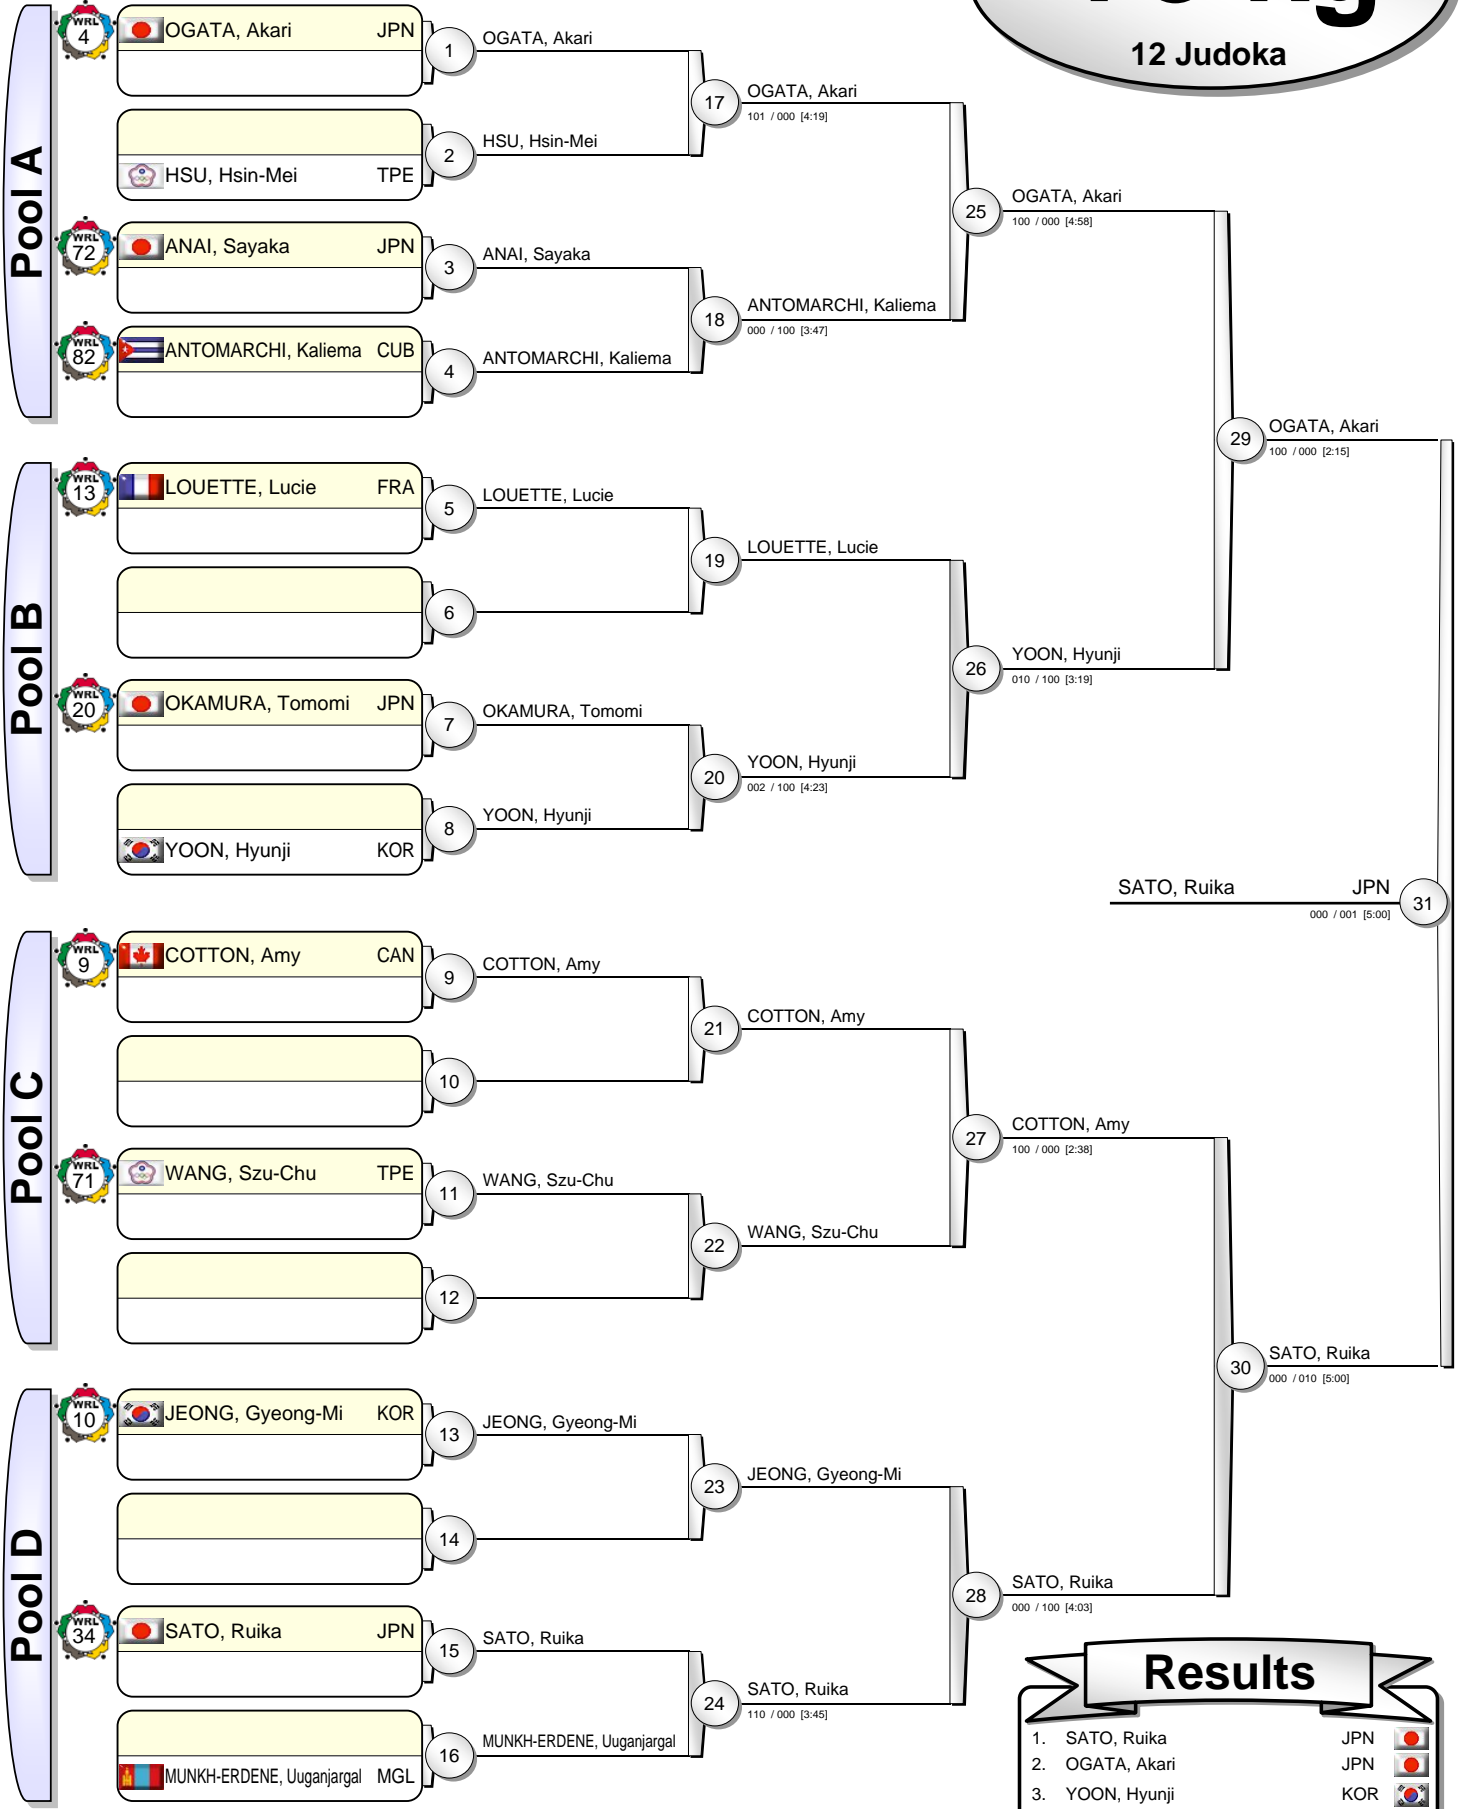 12 Judoka
Pool A
WRL 4 OGATA, Akari JPN
1 OGATA, Akari
2 HSU, Hsin-Mei
HSU, Hsin-Mei TPE
17 OGATA, Akari
101 / 000 [4:19]
WRL 72 ANAI, Sayaka JPN
3 ANAI, Sayaka
WRL 82 ANTOMARCHI, Kaliema CUB
4 ANTOMARCHI, Kaliema
18 ANTOMARCHI, Kaliema
000 / 100 [3:47]
25 OGATA, Akari
100 / 000 [4:58]
Pool B
WRL 13 LOUETTE, Lucie FRA
5 LOUETTE, Lucie
6
19 LOUETTE, Lucie
WRL 20 OKAMURA, Tomomi JPN
7 OKAMURA, Tomomi
8 YOON, Hyunji
YOON, Hyunji KOR
20 YOON, Hyunji
002 / 100 [4:23]
26 YOON, Hyunji
010 / 100 [3:19]
29 OGATA, Akari
100 / 000 [2:15]
SATO, Ruika JPN 31
000 / 001 [5:00]
Pool C
WRL 9 COTTON, Amy CAN
9 COTTON, Amy
10
21 COTTON, Amy
WRL 71 WANG, Szu-Chu TPE
11 WANG, Szu-Chu
12
22 WANG, Szu-Chu
27 COTTON, Amy
100 / 000 [2:38]
Pool D
WRL 10 JEONG, Gyeong-Mi KOR
13 JEONG, Gyeong-Mi
14
23 JEONG, Gyeong-Mi
WRL 34 SATO, Ruika JPN
15 SATO, Ruika
16 MUNKH-ERDENE, Uuganjargal
MUNKH-ERDENE, Uuganjargal MGL
24 SATO, Ruika
110 / 000 [3:45]
28 SATO, Ruika
000 / 100 [4:03]
30 SATO, Ruika
000 / 010 [5:00]
Results
1. SATO, Ruika JPN
2. OGATA, Akari JPN
3. YOON, Hyunji KOR